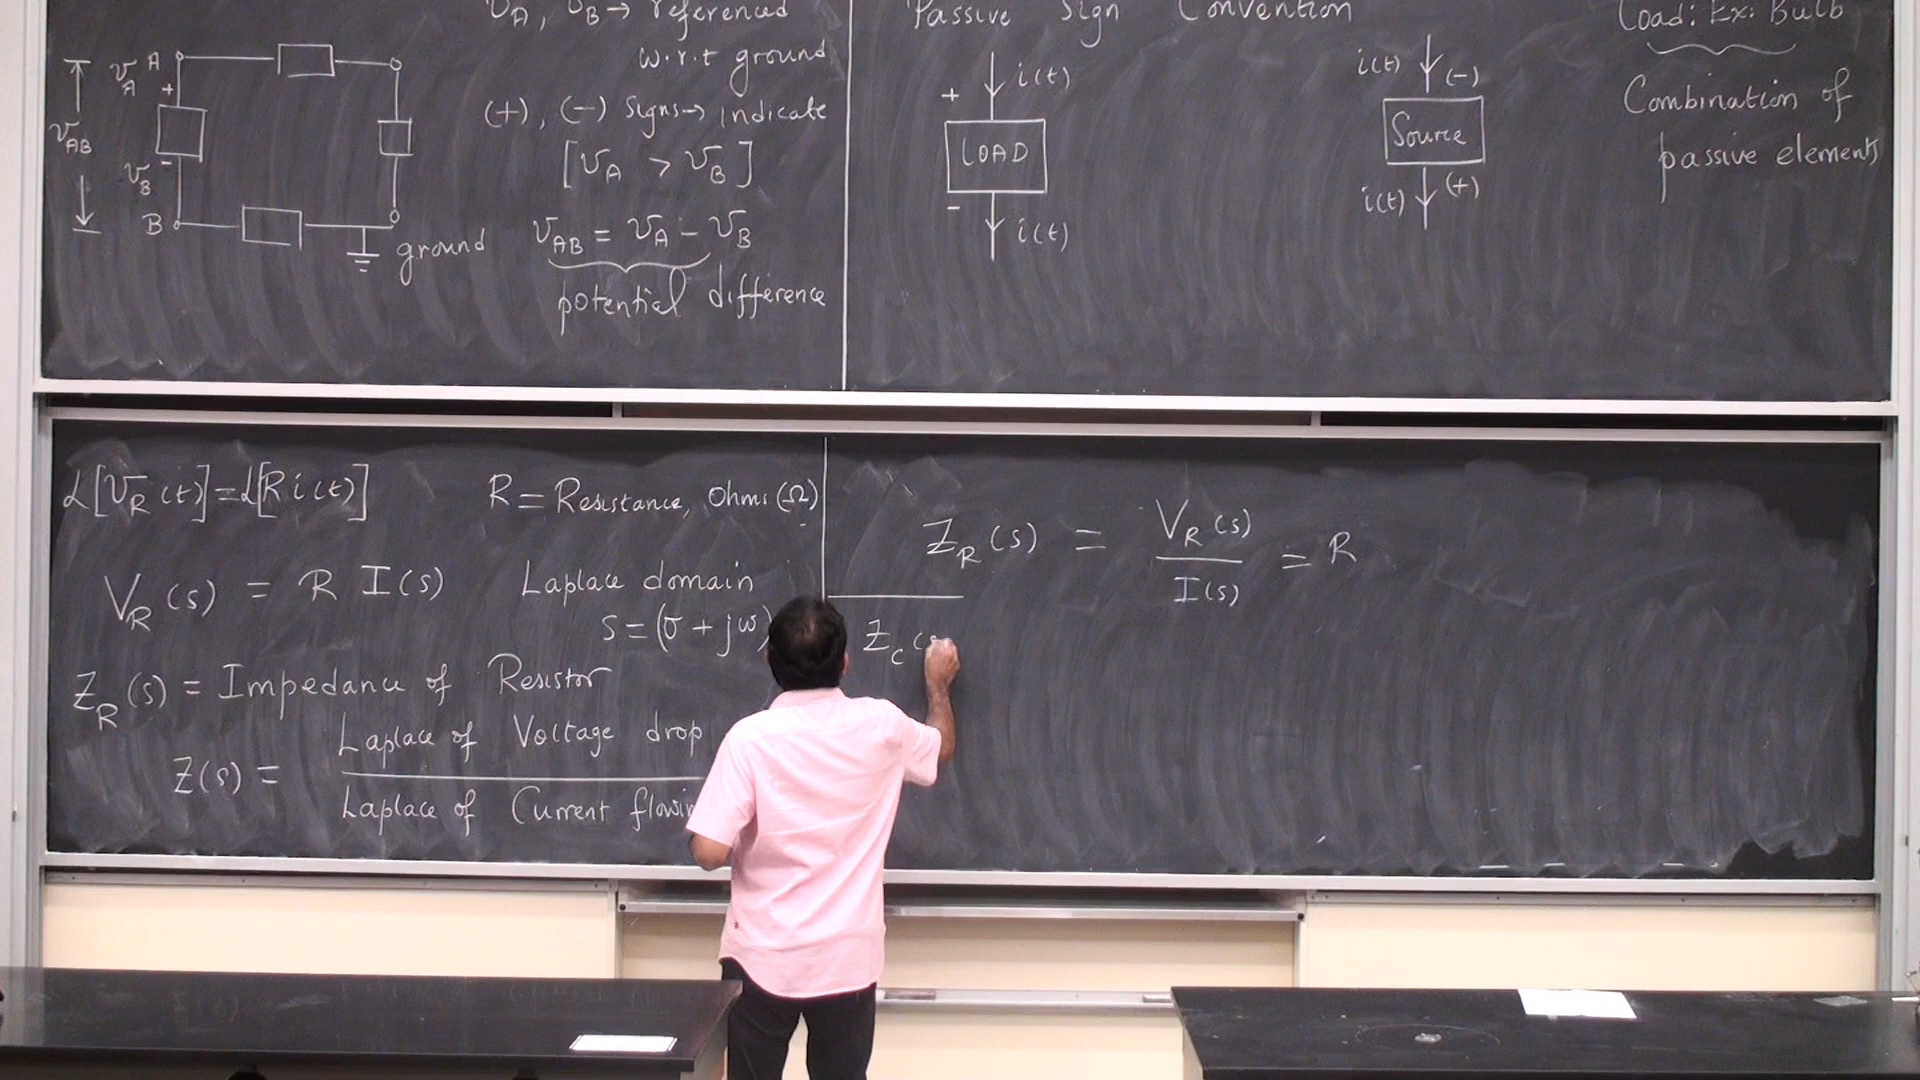 v_A, v_B → referenced
w.r.t ground
(+), (-) Signs → indicate
[v_A > v_B]
v_AB = v_A - v_B
potential difference
v_A A
+
v_AB
-
v_B
B
ground
Passive Sign Convention
i(t)
+
LOAD
-
i(t)
i(t) (-)
Source
i(t) (+)
Load: Ex: Bulb
Combination of
passive elements
L[v_R(t)] = L[R i(t)]
R = Resistance, Ohms (Ω)
V_R(s) = R I(s) Laplace domain
s = (σ + jω)
Z_R(s) = Impedance of Resistor
Z(s) = Laplace of Voltage drop
Laplace of Current
Z_R(s) = V_R(s) / I(s) = R
Z_C(